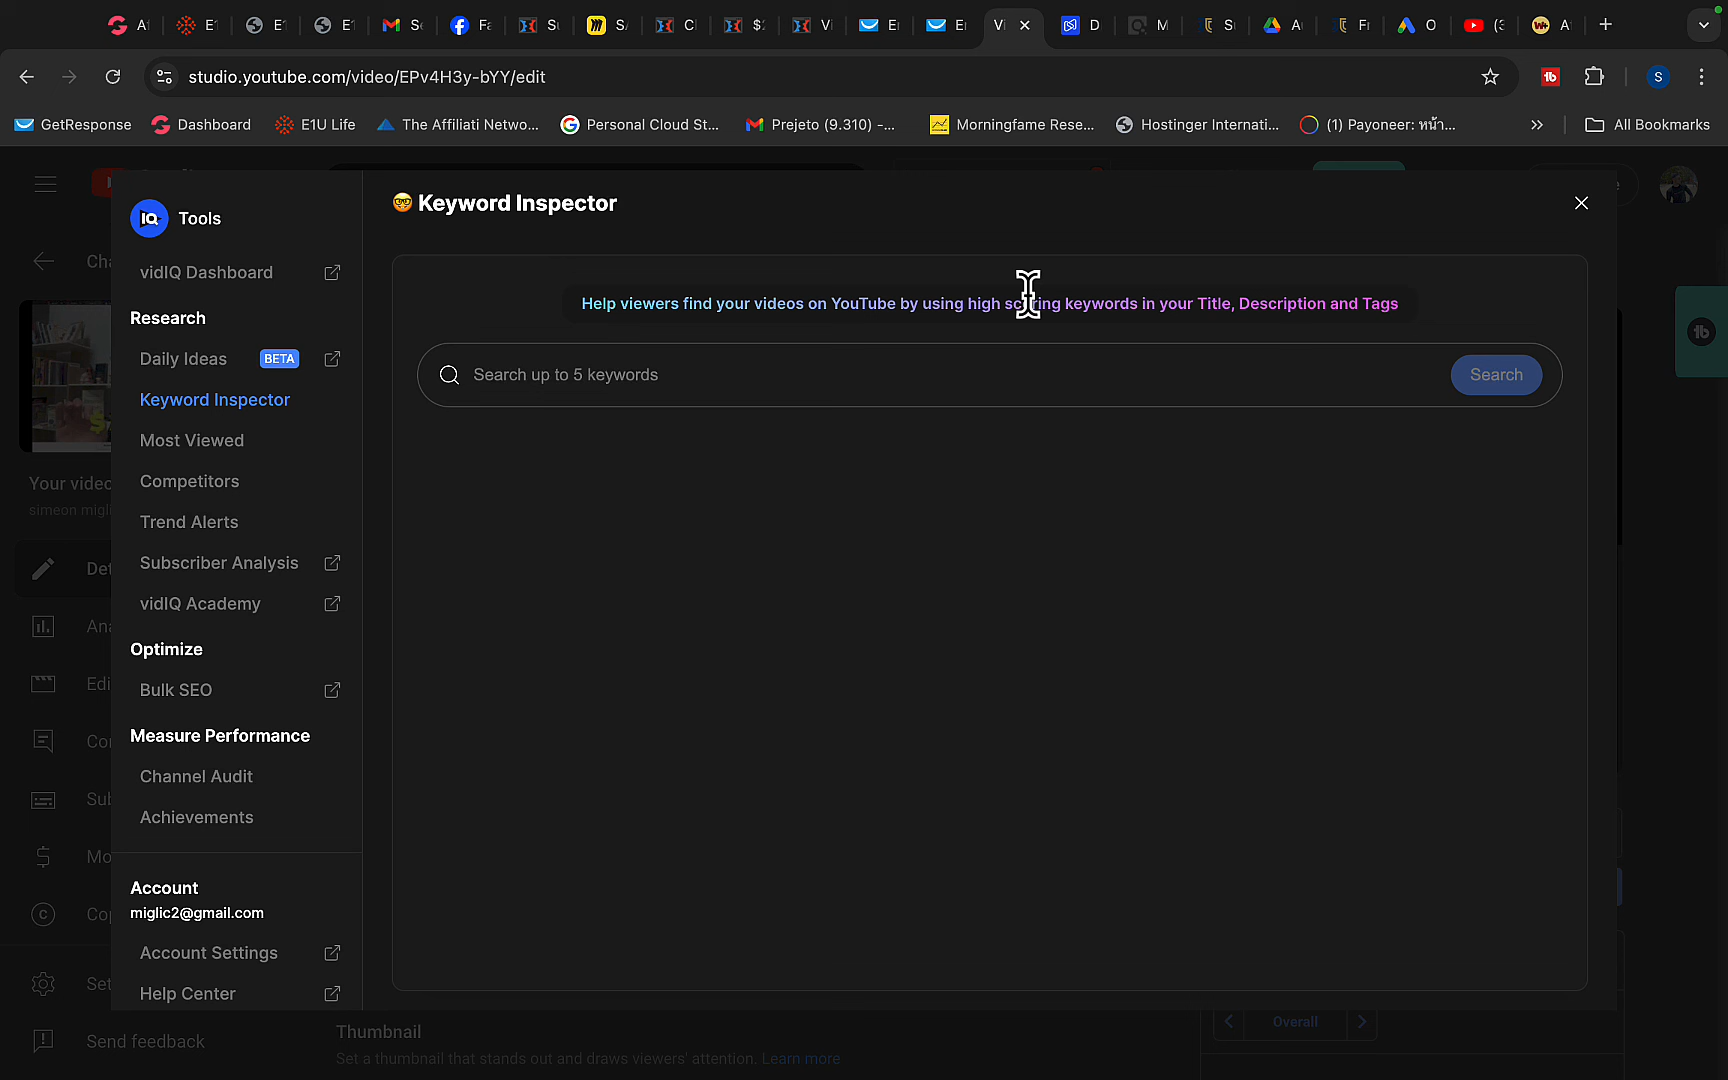 studio.youtube.com/video/EPv4H3y-bYY/edit
S
GetResponse
Dashboard
E1U Life
The Affiliati Netwo...
Personal Cloud St...
Prejeto (9.310) -...
Morningfame Rese...
Hostinger Internati...
(1) Payoneer: หน้า...
All Bookmarks
IQ Tools
vidIQ Dashboard
Research
Daily Ideas BETA
Keyword Inspector
Most Viewed
Competitors
Trend Alerts
Subscriber Analysis
vidIQ Academy
Optimize
Bulk SEO
Measure Performance
Channel Audit
Achievements
Account
miglic2@gmail.com
Account Settings
Help Center
Keyword Inspector
Help viewers find your videos on YouTube by using high scoring keywords in your Title, Description and Tags
Search up to 5 keywords
Search
Your video
simeon migl
Send feedback
Thumbnail
Set a thumbnail that stands out and draws viewers' attention. Learn more
Overall